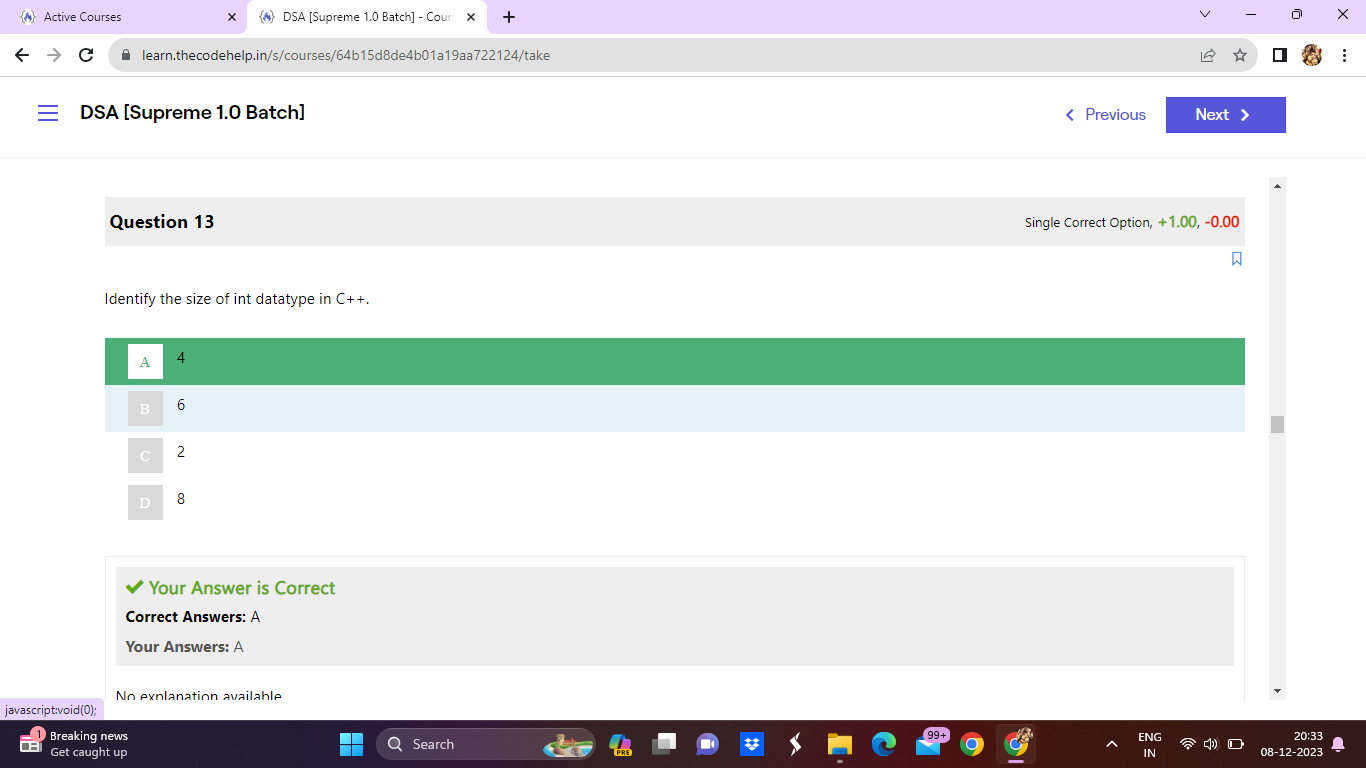 Active Courses
DSA [Supreme 1.0 Batch] - Cour
learn.thecodehelp.in/s/courses/64b15d8de4b01a19aa722124/take
DSA [Supreme 1.0 Batch]
Previous
Next
Question 13
Single Correct Option, +1.00, -0.00
Identify the size of int datatype in C++.
A 4
B 6
C 2
D 8
Your Answer is Correct
Correct Answers: A
Your Answers: A
No explanation available
javascript:void(0);
1
Breaking news
Get caught up
Search
PRE
99+
ENG
IN
20:33
08-12-2023